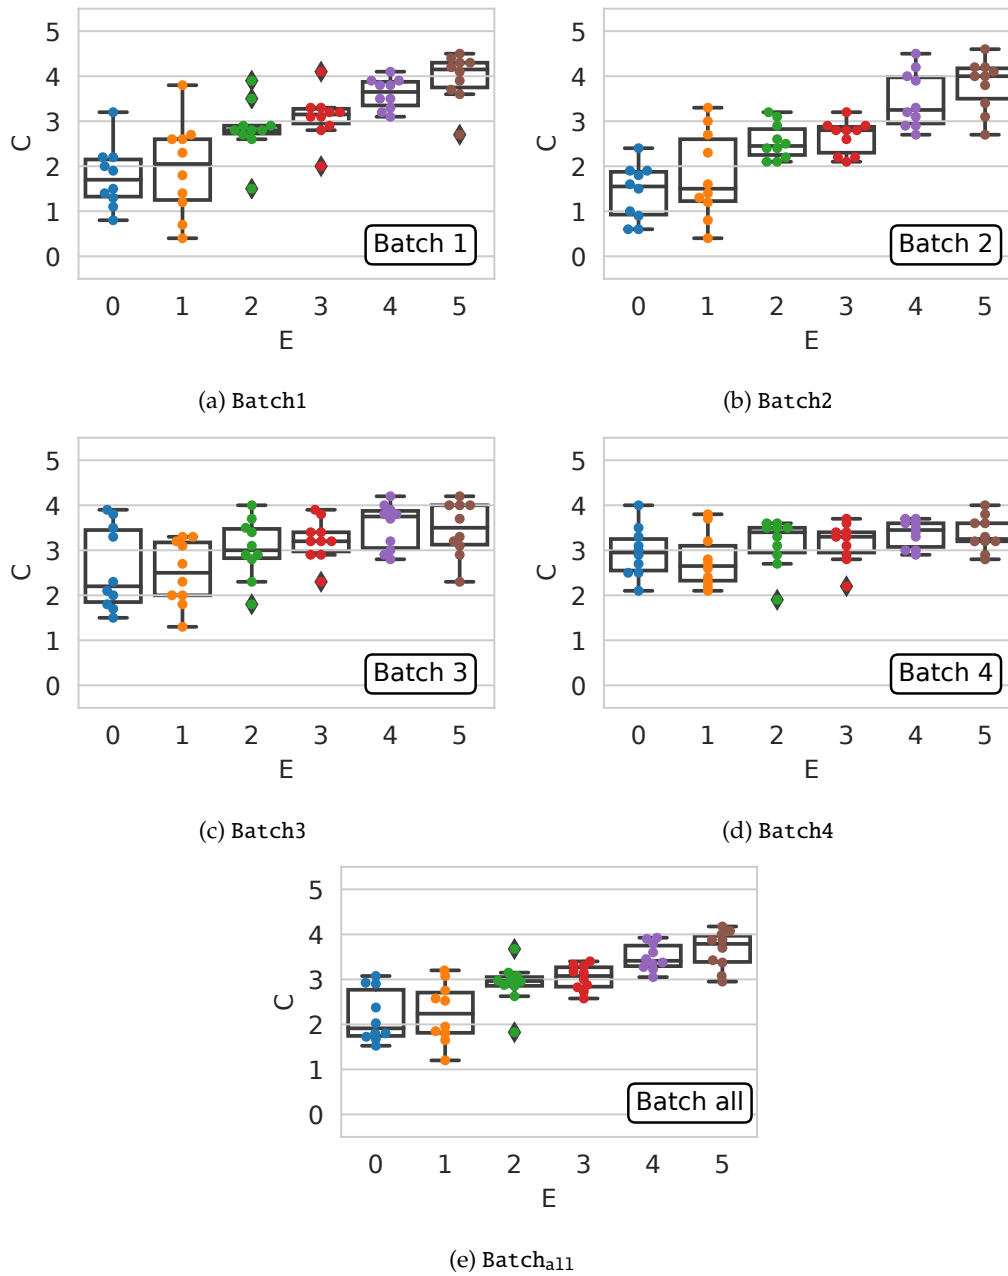 5
4
3
2
1
0
C
Batch 1
0 1 2 3 4 5
E
(a) Batch1
5
4
3
2
1
0
C
Batch 2
0 1 2 3 4 5
E
(b) Batch2
5
4
3
2
1
0
C
Batch 3
0 1 2 3 4 5
E
(c) Batch3
5
4
3
2
1
0
C
Batch 4
0 1 2 3 4 5
E
(d) Batch4
5
4
3
2
1
0
C
Batch all
0 1 2 3 4 5
E
(e) Batchall